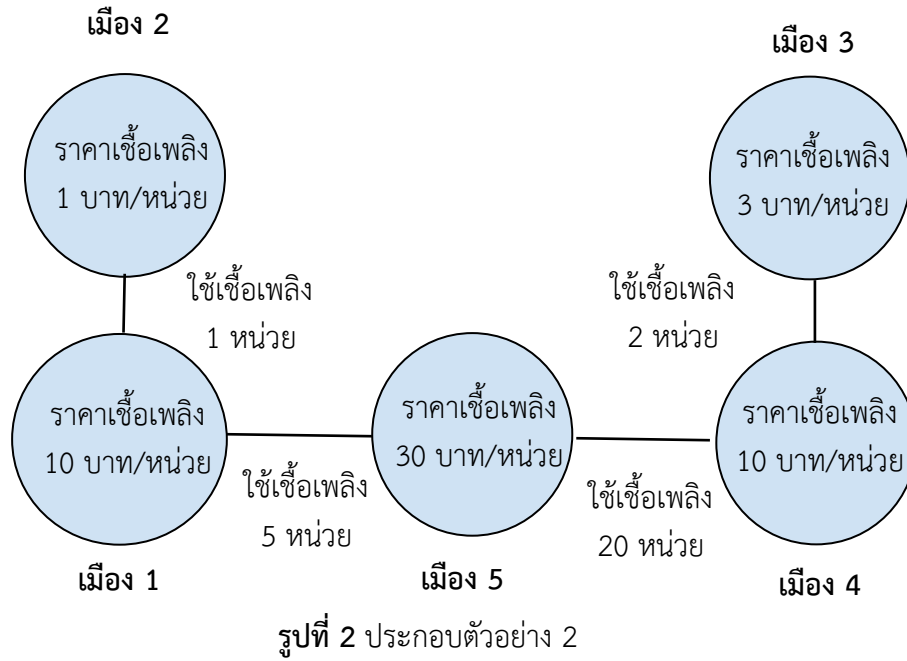 เมือง 2
เมือง 3
ราคาเชื้อเพลิง
1 บาท/หน่วย
ราคาเชื้อเพลิง
3 บาท/หน่วย
ใช้เชื้อเพลิง
1 หน่วย
ใช้เชื้อเพลิง
2 หน่วย
ราคาเชื้อเพลิง
10 บาท/หน่วย
ราคาเชื้อเพลิง
30 บาท/หน่วย
ราคาเชื้อเพลิง
10 บาท/หน่วย
ใช้เชื้อเพลิง
5 หน่วย
ใช้เชื้อเพลิง
20 หน่วย
เมือง 1
เมือง 5
เมือง 4
รูปที่ 2 ประกอบตัวอย่าง 2